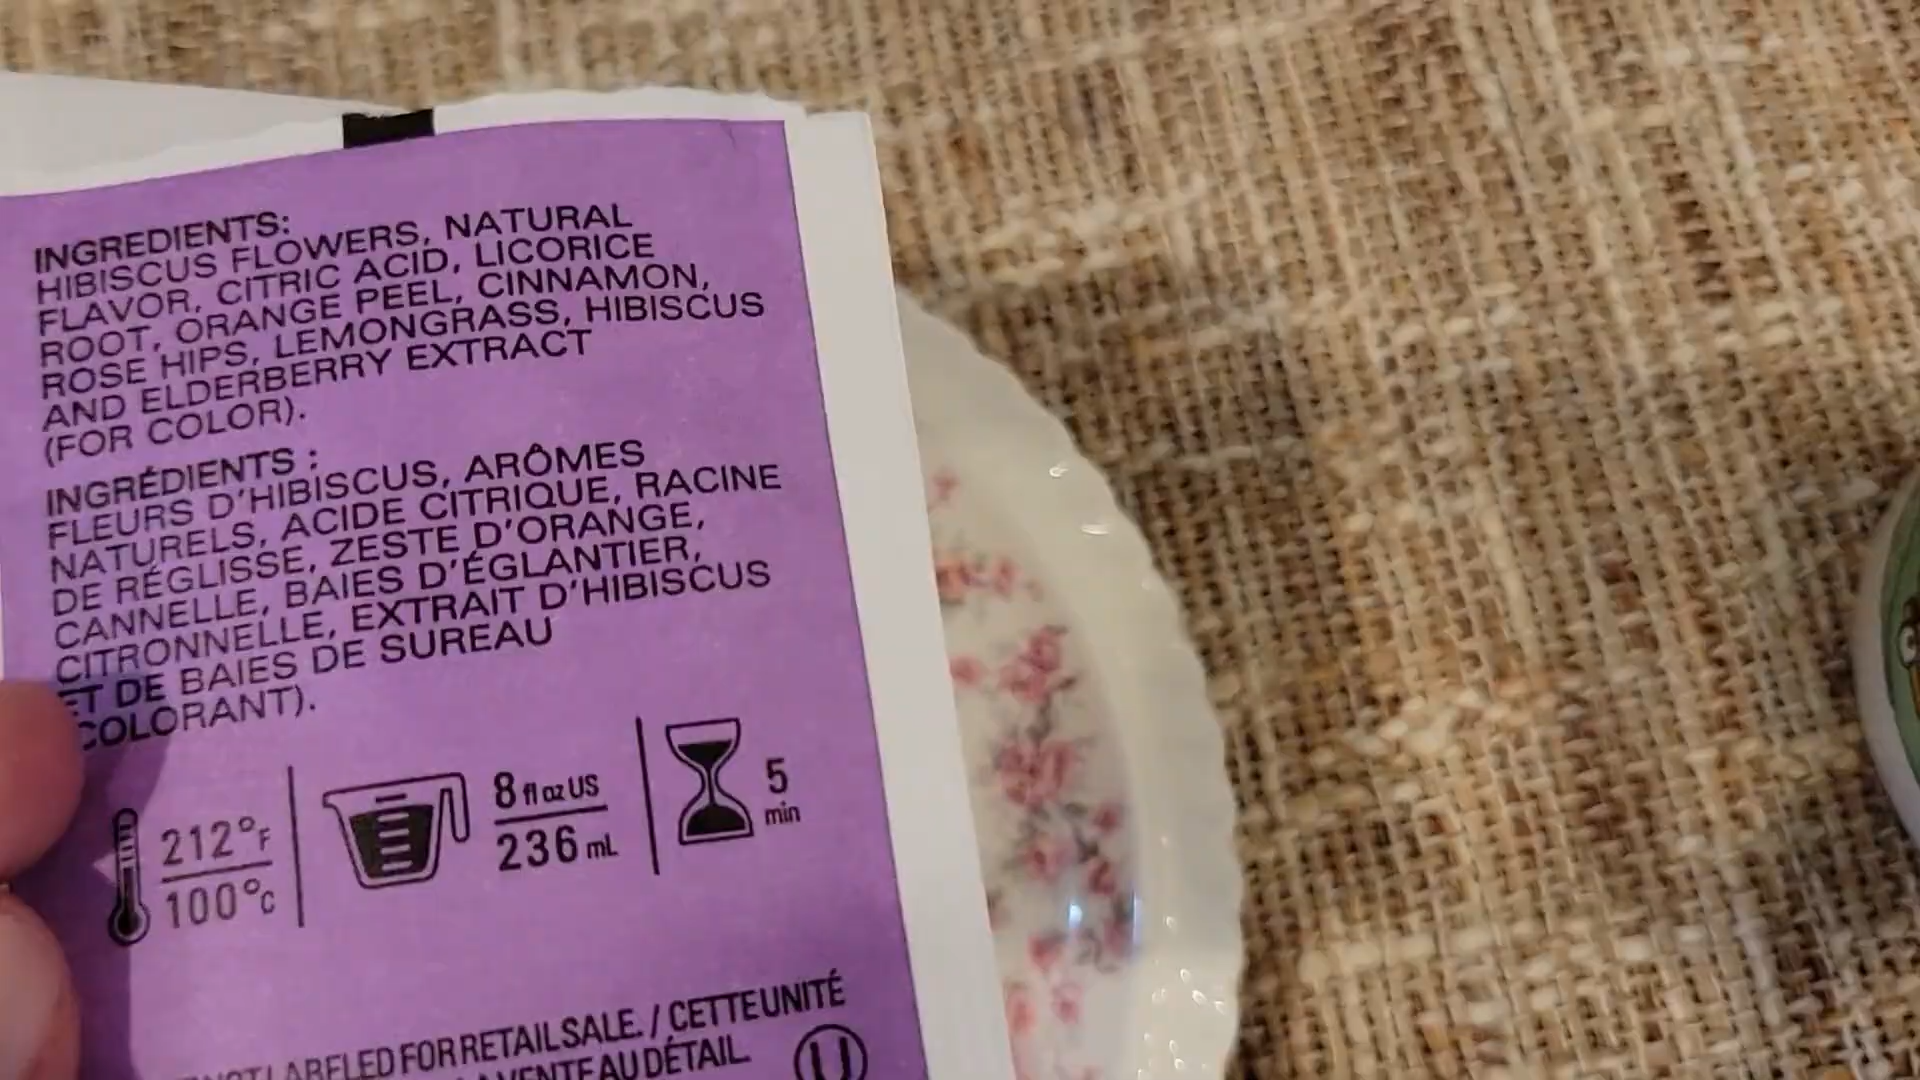 INGREDIENTS:
HIBISCUS FLOWERS, NATURAL
FLAVOR, CITRIC ACID, LICORICE
ROOT, ORANGE PEEL, CINNAMON,
ROSE HIPS, LEMONGRASS, HIBISCUS
AND ELDERBERRY EXTRACT
(FOR COLOR).
INGRÉDIENTS :
FLEURS D'HIBISCUS, ARÔMES
NATURELS, ACIDE CITRIQUE, RACINE
DE RÉGLISSE, ZESTE D'ORANGE,
CANNELLE, BAIES D'ÉGLANTIER,
CITRONNELLE, EXTRAIT D'HIBISCUS
ET DE BAIES DE SUREAU
COLORANT).
212°F
100°C
8 fl oz US
236 mL
5
min
NOT LABELED FOR RETAIL SALE. / CETTE UNITÉ
VENTE AU DÉTAIL
U